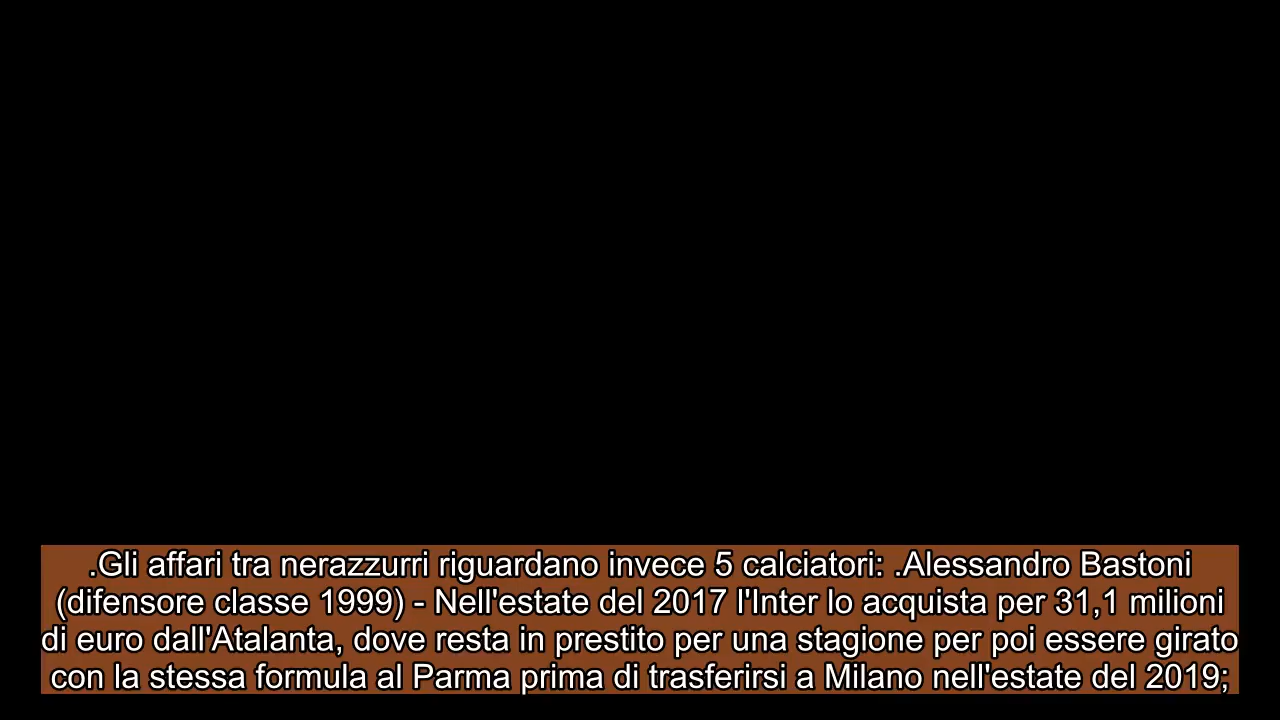 .Gli affari tra nerazzurri riguardano invece 5 calciatori: .Alessandro Bastoni
(difensore classe 1999) - Nell'estate del 2017 l'Inter lo acquista per 31,1 milioni
di euro dall'Atalanta, dove resta in prestito per una stagione per poi essere girato
con la stessa formula al Parma prima di trasferirsi a Milano nell'estate del 2019;